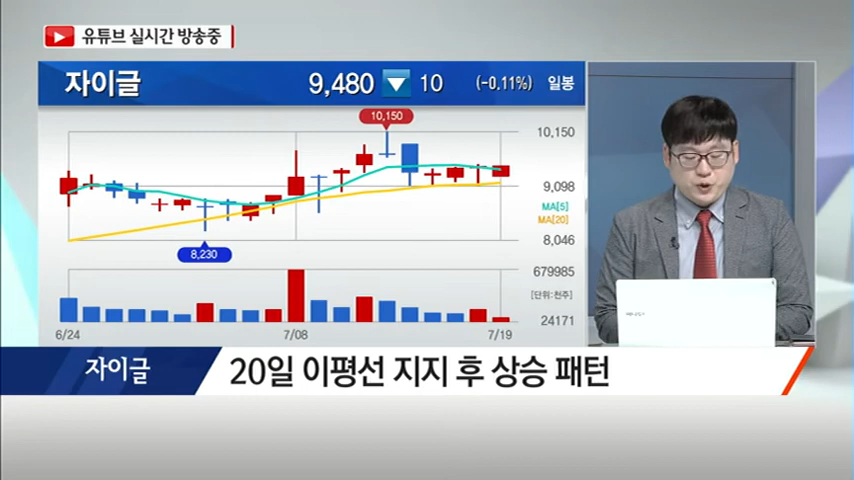 유튜브 실시간 방송중
자이글 9,480 ▼ 10 (-0.11%) 일봉
10,150
10,150
9,098
MA[5]
MA[20]
8,046
8,230
679985
[단위:천주]
24171
6/24 7/08 7/19
자이글 20일 이평선 지지 후 상승 패턴